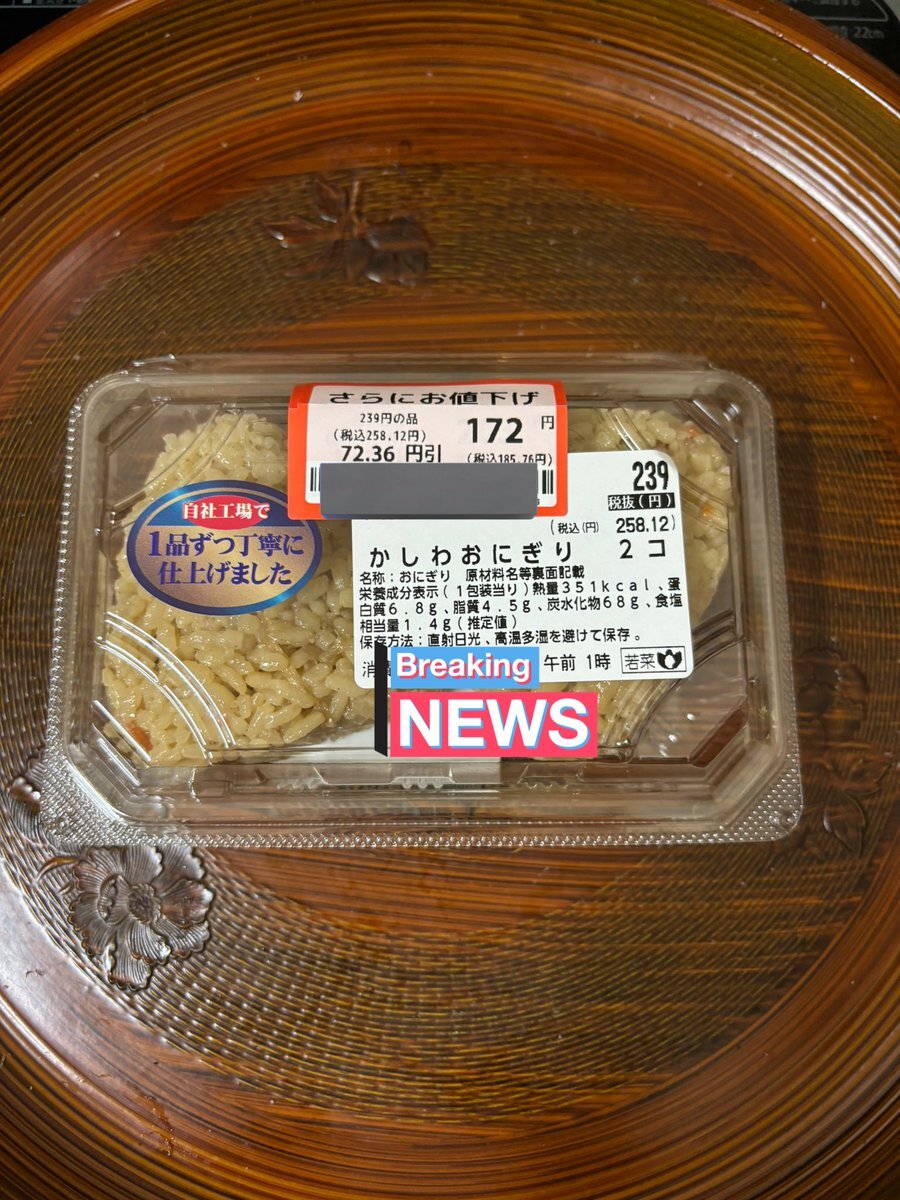 22cm
さらにお値下げ
239円の品
(税込258.12円)
72.36 円引
172 円
(税込185.76円)
自社工場で
1品ずつ丁寧に
仕上げました
239
税抜(円)
(税込(円) 258.12)
かしわおにぎり 2コ
名称:おにぎり 原材料名等裏面記載
栄養成分表示(1包装当り)熱量351kcal、蛋
白質6.8g、脂質4.5g、炭水化物68g、食塩
相当量1.4g(推定値)
保存方法:直射日光、高温多湿を避けて保存。
消
午前 1時
若菜
Breaking
NEWS